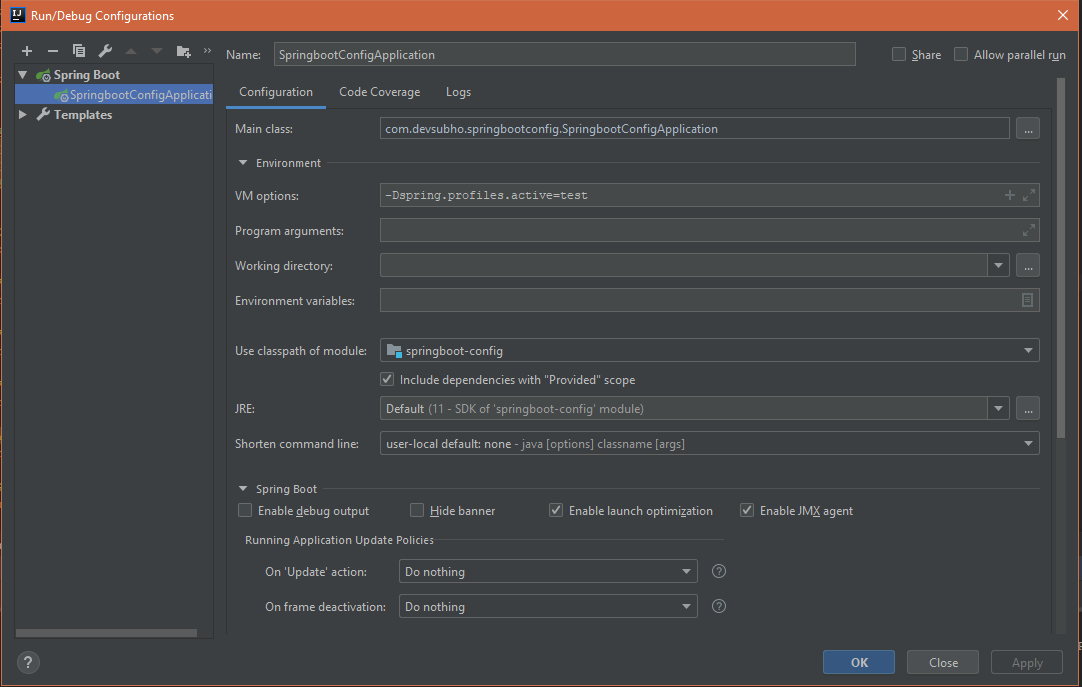 Run/Debug Configurations
Name: SpringbootConfigApplication Share Allow parallel run
Spring Boot
SpringbootConfigApplicati
Templates
Configuration Code Coverage Logs
Main class: com.devsubho.springbootconfig.SpringbootConfigApplication ...
Environment
VM options: -Dspring.profiles.active=test
Program arguments:
Working directory: ...
Environment variables:
Use classpath of module: springboot-config
Include dependencies with "Provided" scope
JRE: Default (11 - SDK of 'springboot-config' module) ...
Shorten command line: user-local default: none - java [options] classname [args]
Spring Boot
Enable debug output Hide banner Enable launch optimization Enable JMX agent
Running Application Update Policies
On 'Update' action: Do nothing ?
On frame deactivation: Do nothing ?
? OK Close Apply